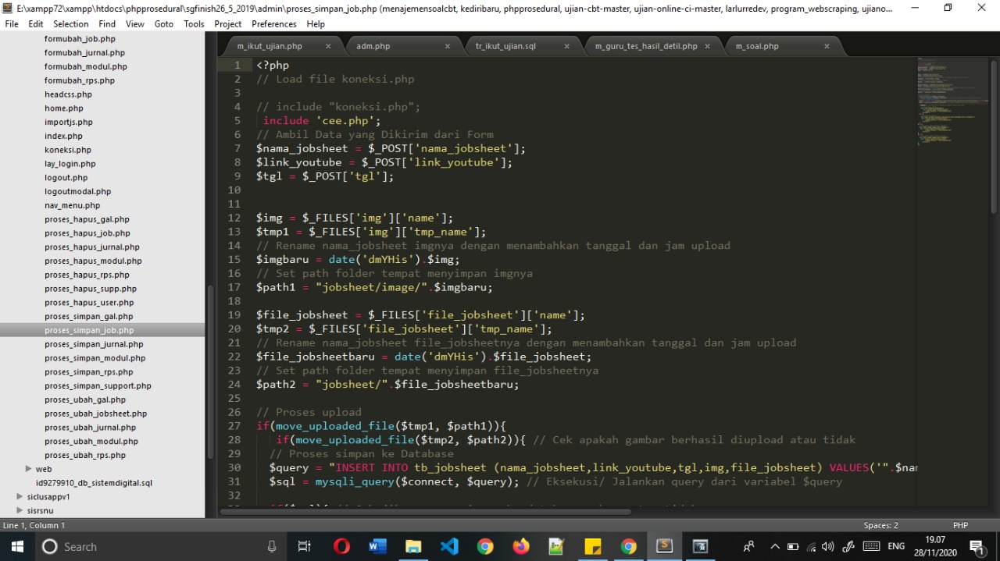 E:\xampp72\xampp\htdocs\phpprosedural\sgfinish26_5_2019\admin\proses_simpan_job.php (menajemensoalcbt, kediribaru, phpprosedural, ujian-cbt-master, ujian-online-ci-master, larlurredev, program_webscraping, ujiano...
File Edit Selection Find View Goto Tools Project Preferences Help
formubah_job.php
formubah_jurnal.php
formubah_modul.php
formubah_rps.php
headcss.php
home.php
importjs.php
index.php
koneksi.php
lay_login.php
logout.php
logoutmodal.php
nav_menu.php
proses_hapus_gal.php
proses_hapus_job.php
proses_hapus_jurnal.php
proses_hapus_modul.php
proses_hapus_rps.php
proses_hapus_supp.php
proses_hapus_user.php
proses_simpan_gal.php
proses_simpan_job.php
proses_simpan_jurnal.php
proses_simpan_modul.php
proses_simpan_rps.php
proses_simpan_support.php
proses_ubah_gal.php
proses_ubah_jobsheet.php
proses_ubah_jurnal.php
proses_ubah_modul.php
proses_ubah_rps.php
web
id9279910_db_sistemdigital.sql
siclusappv1
sisrsnu
m_ikut_ujian.php × adm.php × tr_ikut_ujian.sql × m_guru_tes_hasil_detil.php × m_soal.php ×
1 <?php
2 // Load file koneksi.php
3
4 // include "koneksi.php";
5 include 'cee.php';
6 // Ambil Data yang Dikirim dari Form
7 $nama_jobsheet = $_POST['nama_jobsheet'];
8 $link_youtube = $_POST['link_youtube'];
9 $tgl = $_POST['tgl'];
10
11
12 $img = $_FILES['img']['name'];
13 $tmp1 = $_FILES['img']['tmp_name'];
14 // Rename nama_jobsheet imgnya dengan menambahkan tanggal dan jam upload
15 $imgbaru = date('dmYHis').$img;
16 // Set path folder tempat menyimpan imgnya
17 $path1 = "jobsheet/image/".$imgbaru;
18
19 $file_jobsheet = $_FILES['file_jobsheet']['name'];
20 $tmp2 = $_FILES['file_jobsheet']['tmp_name'];
21 // Rename nama_jobsheet file_jobsheetnya dengan menambahkan tanggal dan jam upload
22 $file_jobsheetbaru = date('dmYHis').$file_jobsheet;
23 // Set path folder tempat menyimpan file_jobsheetnya
24 $path2 = "jobsheet/".$file_jobsheetbaru;
25
26 // Proses upload
27 if(move_uploaded_file($tmp1, $path1)){
28 if(move_uploaded_file($tmp2, $path2)){ // Cek apakah gambar berhasil diupload atau tidak
29 // Proses simpan ke Database
30 $query = "INSERT INTO tb_jobsheet (nama_jobsheet,link_youtube,tgl,img,file_jobsheet) VALUES('".$nam
31 $sql = mysqli_query($connect, $query); // Eksekusi/ Jalankan query dari variabel $query
32
Line 1, Column 1 Spaces: 2 PHP
Search ENG 19.07
28/11/2020